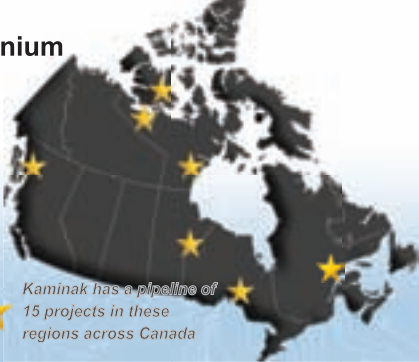 nium
Kaminak has a pipeline of
15 projects in these
regions across Canada